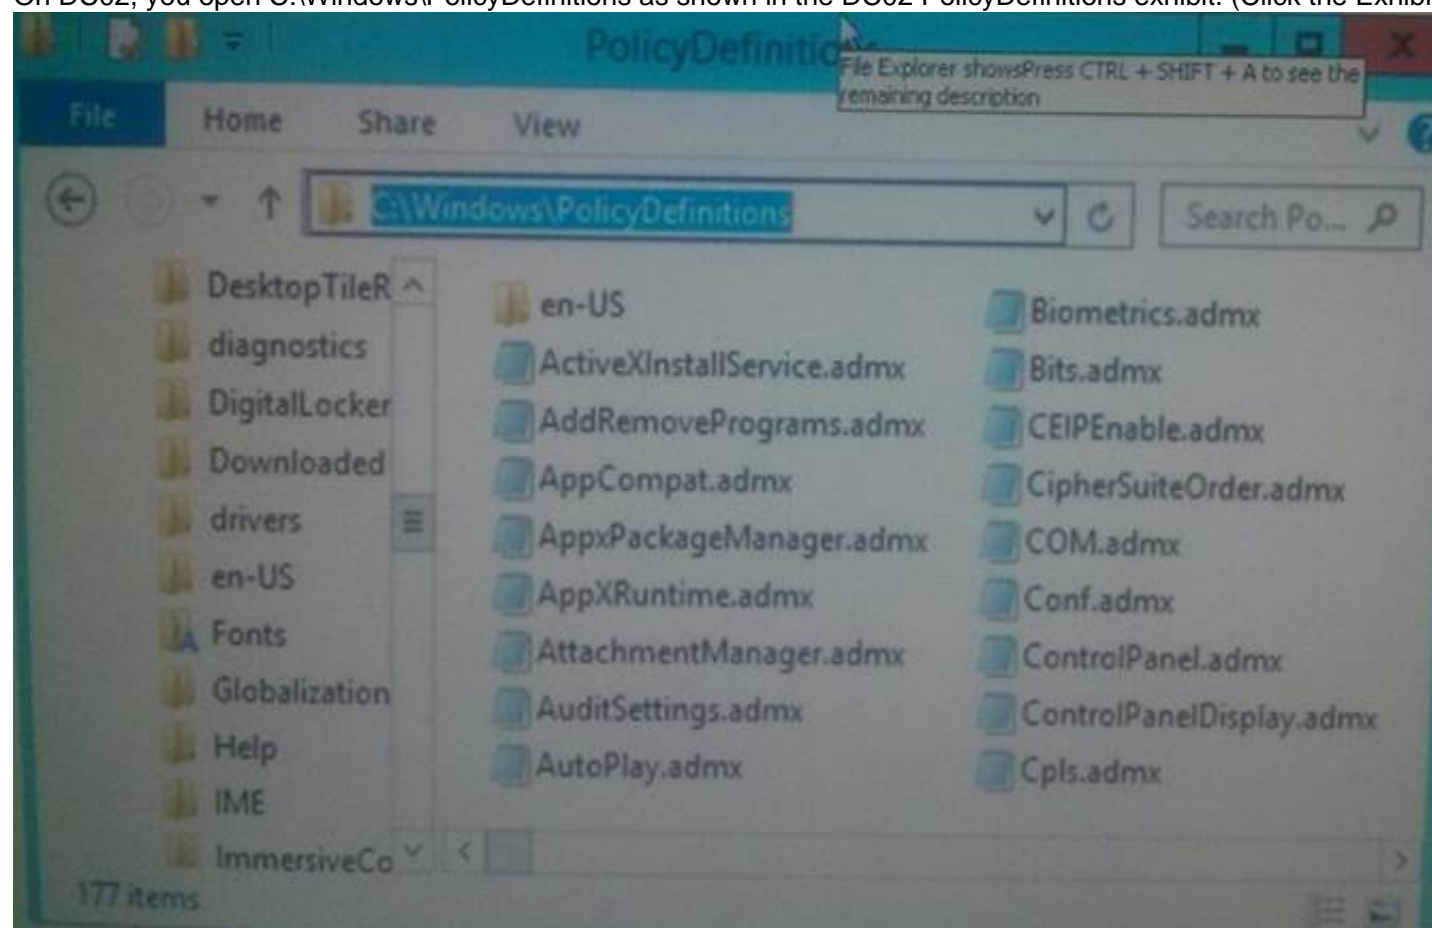 On DC02, you open C:\Windows\PolicyDefinitions as shown in the DC02 PolicyDefinitions exhibit. (Click the Exhibi
PolicyDefinitions
File Explorer showsPress CTRL + SHIFT + A to see the
remaining description
File Home Share View
C:\Windows\PolicyDefinitions
Search Po...
DesktopTileR
diagnostics
DigitalLocker
Downloaded
drivers
en-US
Fonts
Globalization
Help
IME
ImmersiveCo
en-US
ActiveXInstallService.admx
AddRemovePrograms.admx
AppCompat.admx
AppxPackageManager.admx
AppXRuntime.admx
AttachmentManager.admx
AuditSettings.admx
AutoPlay.admx
Biometrics.admx
Bits.admx
CEIPEnable.admx
CipherSuiteOrder.admx
COM.admx
Conf.admx
ControlPanel.admx
ControlPanelDisplay.admx
Cpls.admx
177 items